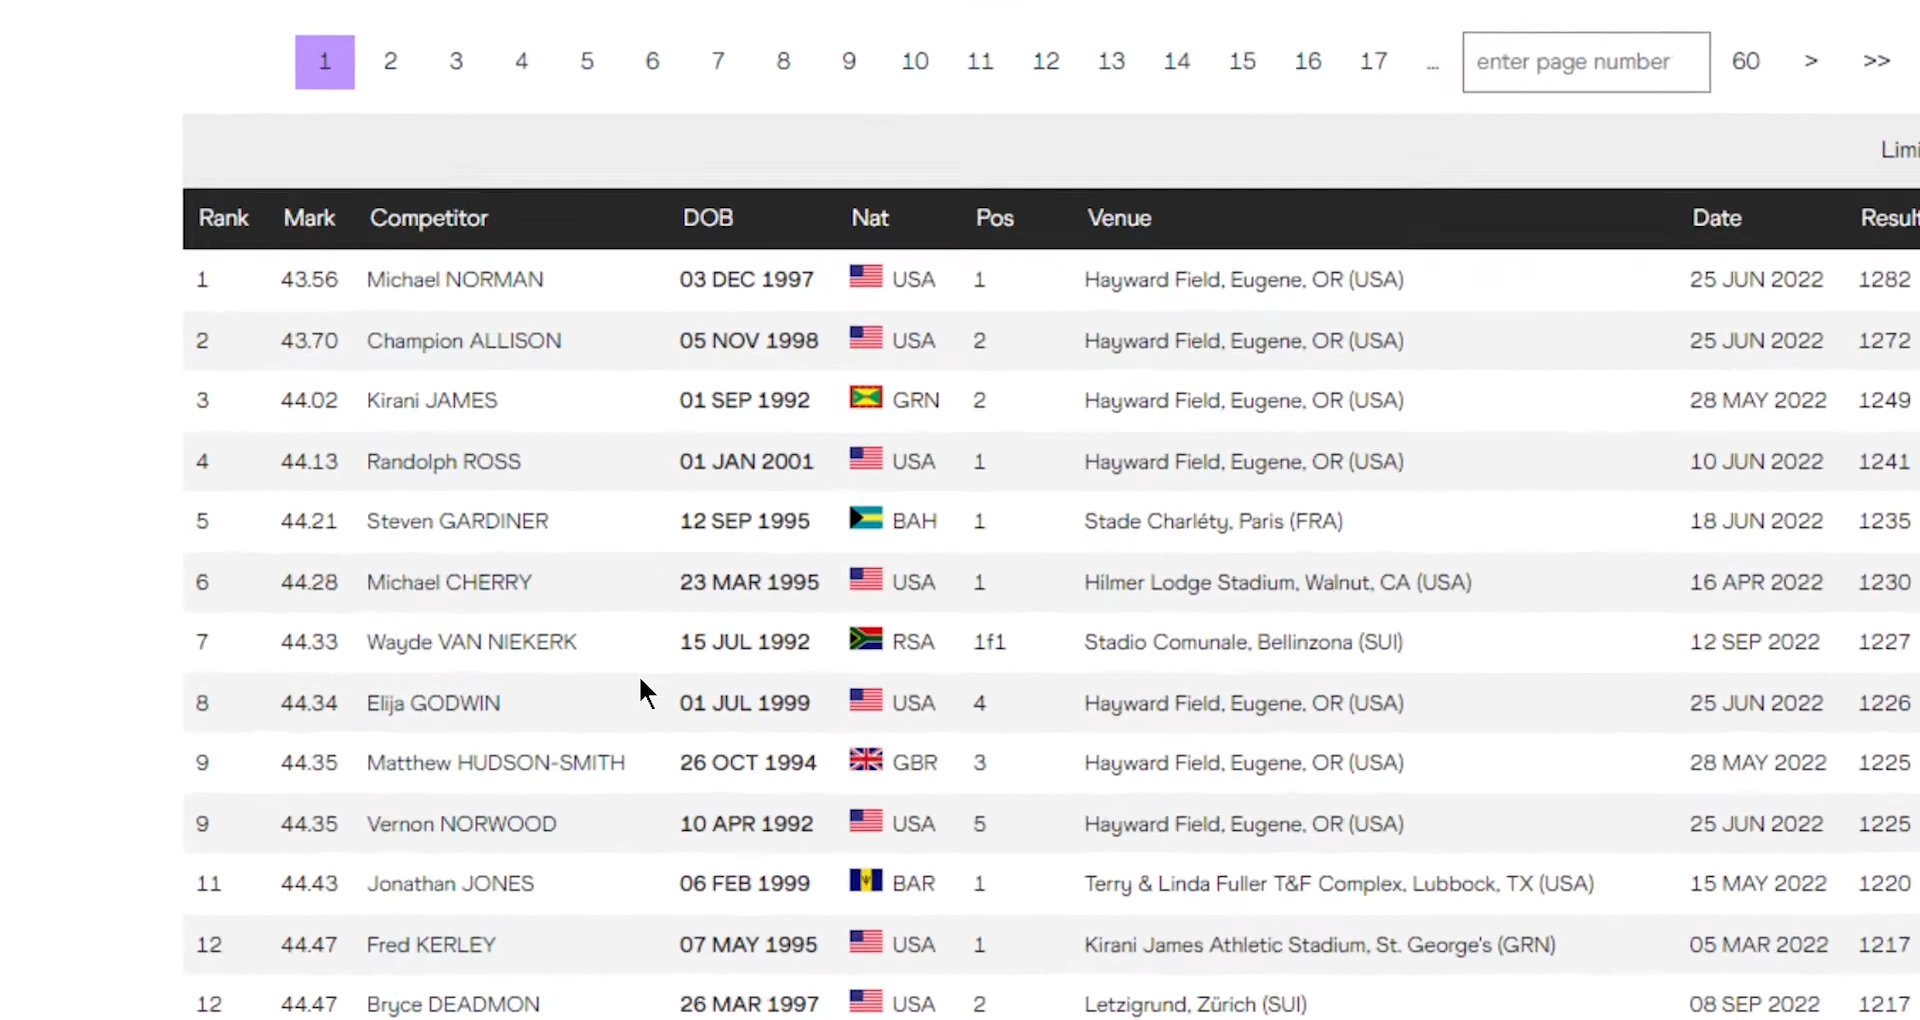 1 2 3 4 5 6 7 8 9 10 11 12 13 14 15 16 17 ... enter page number 60 > >>
Limi
Rank Mark Competitor DOB Nat Pos Venue Date Result
1 43.56 Michael NORMAN 03 DEC 1997 USA 1 Hayward Field, Eugene, OR (USA) 25 JUN 2022 1282
2 43.70 Champion ALLISON 05 NOV 1998 USA 2 Hayward Field, Eugene, OR (USA) 25 JUN 2022 1272
3 44.02 Kirani JAMES 01 SEP 1992 GRN 2 Hayward Field, Eugene, OR (USA) 28 MAY 2022 1249
4 44.13 Randolph ROSS 01 JAN 2001 USA 1 Hayward Field, Eugene, OR (USA) 10 JUN 2022 1241
5 44.21 Steven GARDINER 12 SEP 1995 BAH 1 Stade Charléty, Paris (FRA) 18 JUN 2022 1235
6 44.28 Michael CHERRY 23 MAR 1995 USA 1 Hilmer Lodge Stadium, Walnut, CA (USA) 16 APR 2022 1230
7 44.33 Wayde VAN NIEKERK 15 JUL 1992 RSA 1f1 Stadio Comunale, Bellinzona (SUI) 12 SEP 2022 1227
8 44.34 Elija GODWIN 01 JUL 1999 USA 4 Hayward Field, Eugene, OR (USA) 25 JUN 2022 1226
9 44.35 Matthew HUDSON-SMITH 26 OCT 1994 GBR 3 Hayward Field, Eugene, OR (USA) 28 MAY 2022 1225
9 44.35 Vernon NORWOOD 10 APR 1992 USA 5 Hayward Field, Eugene, OR (USA) 25 JUN 2022 1225
11 44.43 Jonathan JONES 06 FEB 1999 BAR 1 Terry & Linda Fuller T&F Complex, Lubbock, TX (USA) 15 MAY 2022 1220
12 44.47 Fred KERLEY 07 MAY 1995 USA 1 Kirani James Athletic Stadium, St. George's (GRN) 05 MAR 2022 1217
12 44.47 Bryce DEADMON 26 MAR 1997 USA 2 Letzigrund, Zürich (SUI) 08 SEP 2022 1217